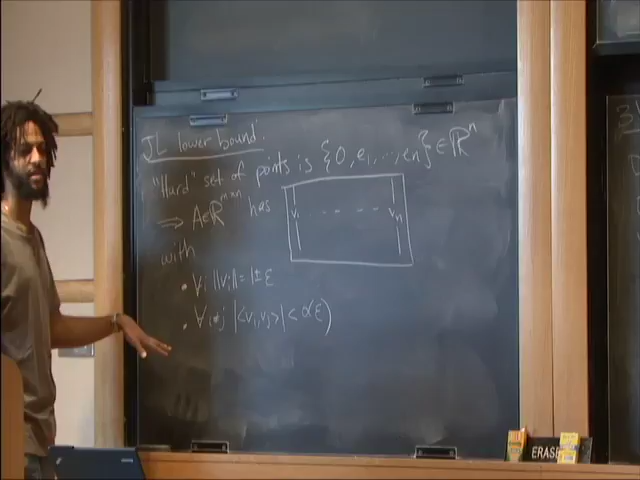 JL lower bound:
"Hard" set of points is {0, e₁, ..., eₙ} ∈ ℝⁿ
⇒ A∈ℝ^{m×n} has
v₁ - - - - vₙ
with
• ∀i ‖vᵢ‖ = 1±ε
• ∀i≠j |<vᵢ,vⱼ>| < O(ε)
ERASE